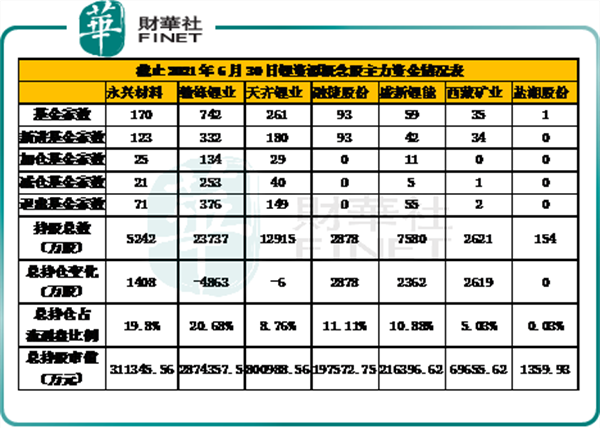 華 財華社
FINET
截止2021年6月30日锂资源概念股主力资金情况表
永兴材料 赣锋锂业 天齐锂业 融捷股份 盛新锂能 西藏矿业 盐湖股份
基金家数 170 742 261 93 59 35 1
新进基金家数 123 332 180 93 42 34 0
加仓基金家数 25 134 29 0 11 0 0
减仓基金家数 21 253 40 0 5 1 0
退出基金家数 71 376 149 0 55 2 0
持股总数
(万股) 5242 23737 12915 2878 7580 2621 154
总持仓变化
(万股) 1408 -4863 -6 2878 2362 2619 0
总持仓占
流通盘比例 19.8% 20.68% 8.76% 11.11% 10.88% 5.03% 0.03%
总持股市值
(万元) 311345.56 2874357.5 800988.56 197572.75 216396.62 69655.62 1359.93
華 財華社
FINET